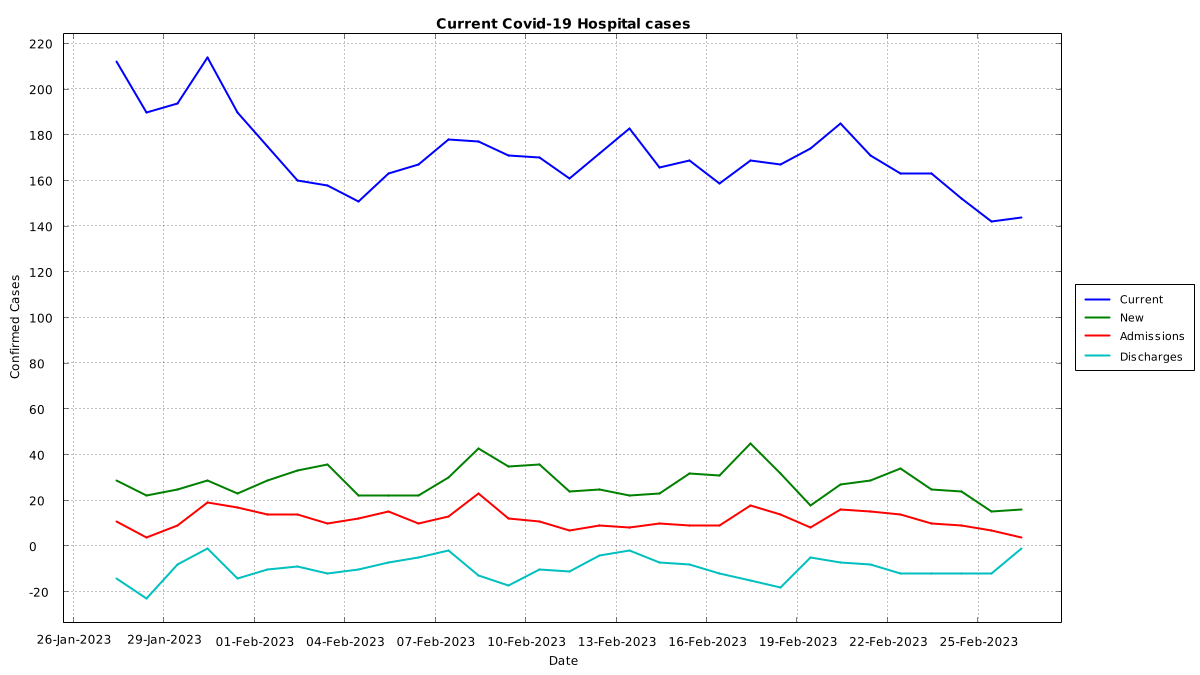 Current Covid-19 Hospital cases
Confirmed Cases
220
200
180
160
140
120
100
80
60
40
20
0
-20
26-Jan-2023 29-Jan-2023 01-Feb-2023 04-Feb-2023 07-Feb-2023 10-Feb-2023 13-Feb-2023 16-Feb-2023 19-Feb-2023 22-Feb-2023 25-Feb-2023
Date
Current
New
Admissions
Discharges